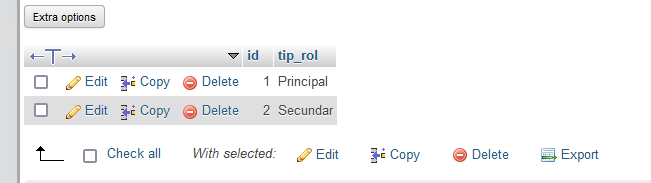 Extra options
id tip_rol
Edit Copy Delete 1 Principal
Edit Copy Delete 2 Secundar
Check all With selected: Edit Copy Delete Export